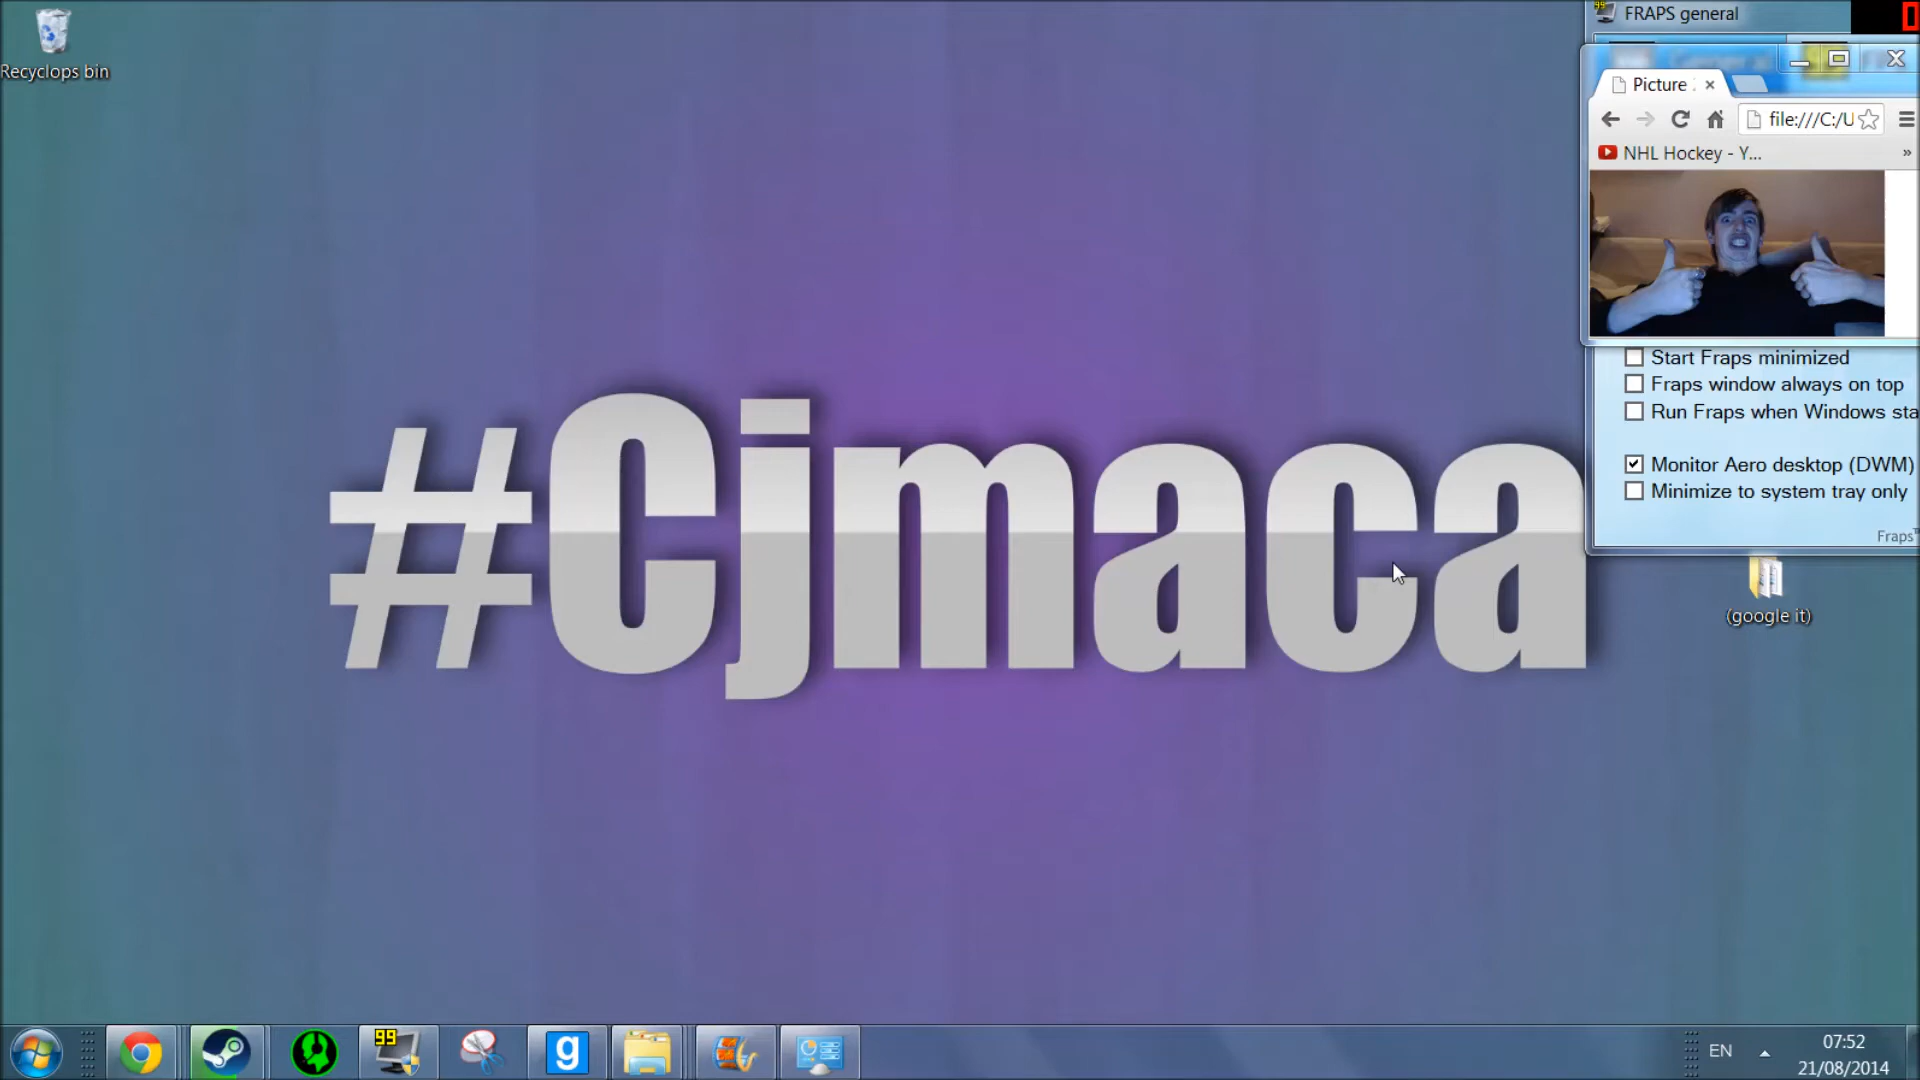 Recyclops bin
FRAPS general
Picture
file:///C:/U
NHL Hockey - Y...
»
Start Fraps minimized
Fraps window always on top
Run Fraps when Windows sta
Monitor Aero desktop (DWM)
Minimize to system tray only
Fraps™
#Cjmaca
(google it)
99
g
EN
07:52
21/08/2014